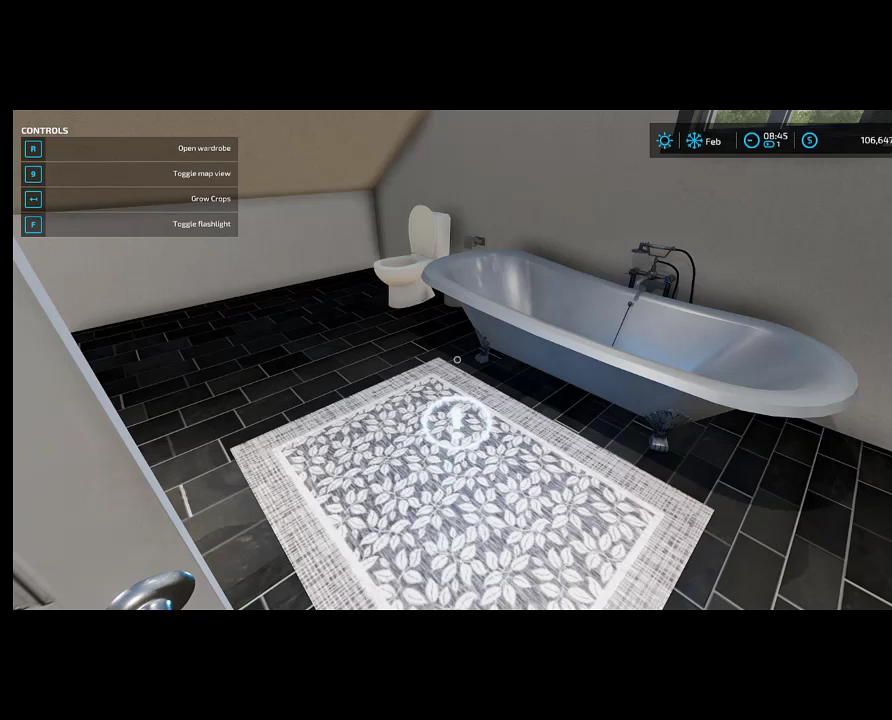 CONTROLS
R Open wardrobe
9 Toggle map view
Grow Crops
F Toggle flashlight
Feb 08:45 1 $ 106,647